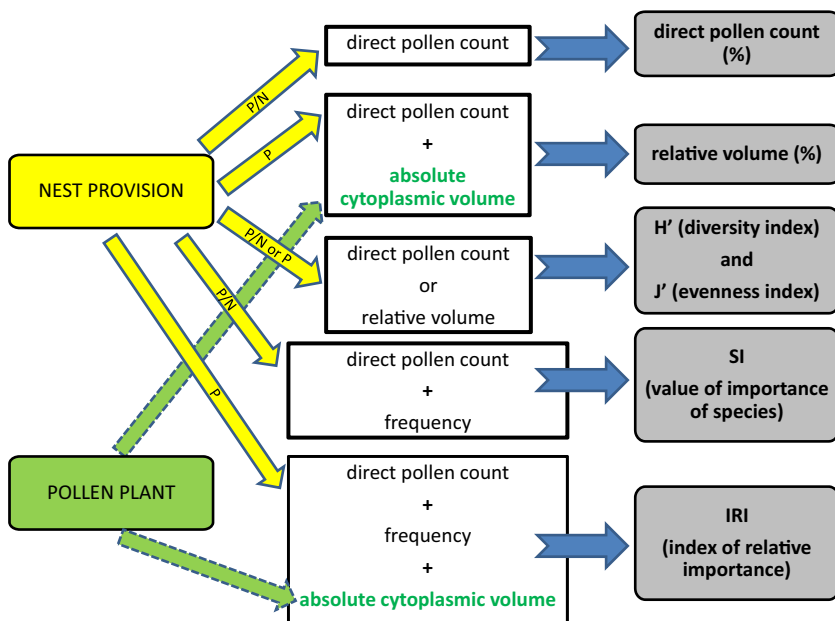 direct pollen count
direct pollen count
(%)
P/N
direct pollen count
+
absolute
cytoplasmic volume
relative volume (%)
P
NEST PROVISION
P/N or P
direct pollen count
or
relative volume
H' (diversity index)
and
J' (evenness index)
P/N
direct pollen count
+
frequency
SI
(value of importance
of species)
P
POLLEN PLANT
direct pollen count
+
frequency
+
absolute cytoplasmic volume
IRI
(index of relative
importance)